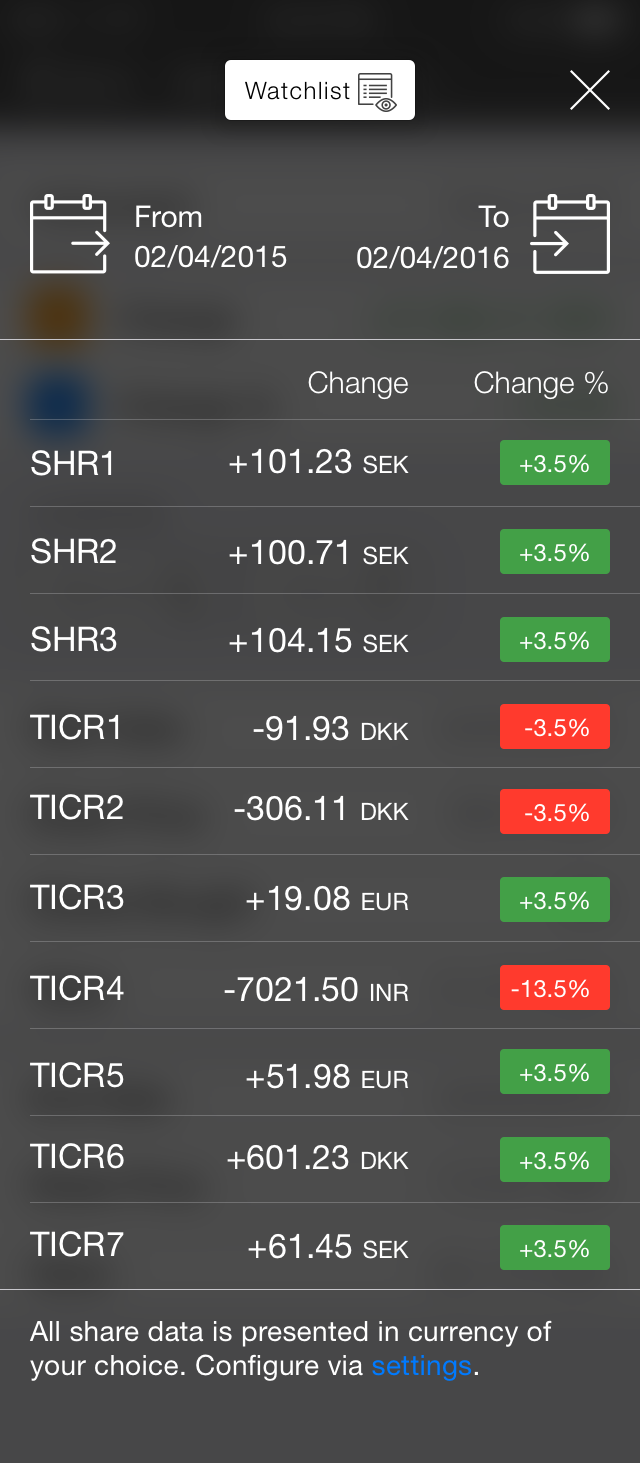 Watchlist
From To
02/04/2015 02/04/2016
Change Change %
SHR1 +101.23 SEK +3.5%
SHR2 +100.71 SEK +3.5%
SHR3 +104.15 SEK +3.5%
TICR1 -91.93 DKK -3.5%
TICR2 -306.11 DKK -3.5%
TICR3 +19.08 EUR +3.5%
TICR4 -7021.50 INR -13.5%
TICR5 +51.98 EUR +3.5%
TICR6 +601.23 DKK +3.5%
TICR7 +61.45 SEK +3.5%
All share data is presented in currency of
your choice. Configure via settings.